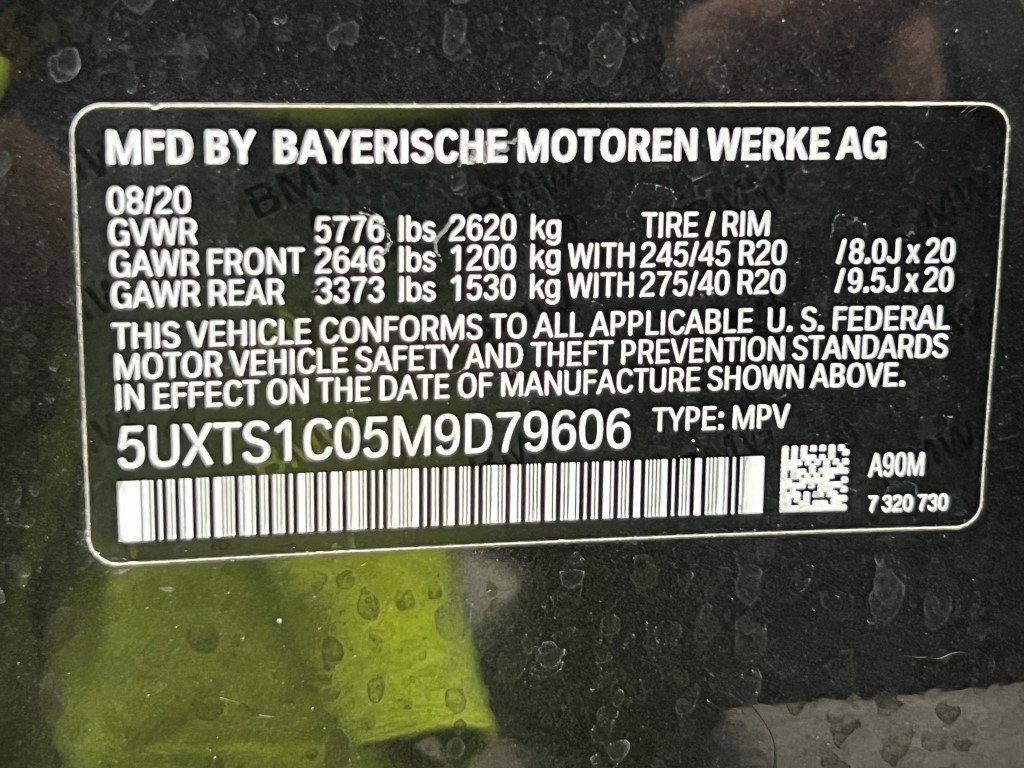 MFD BY BAYERISCHE MOTOREN WERKE AG
08/20
GVWR 5776 lbs 2620 kg TIRE / RIM
GAWR FRONT 2646 lbs 1200 kg WITH 245/45 R20 /8.0J x 20
GAWR REAR 3373 lbs 1530 kg WITH 275/40 R20 /9.5J x 20
THIS VEHICLE CONFORMS TO ALL APPLICABLE U. S. FEDERAL
MOTOR VEHICLE SAFETY AND THEFT PREVENTION STANDARDS
IN EFFECT ON THE DATE OF MANUFACTURE SHOWN ABOVE.
5UXTS1C05M9D79606 TYPE: MPV
A90M
7 320 730